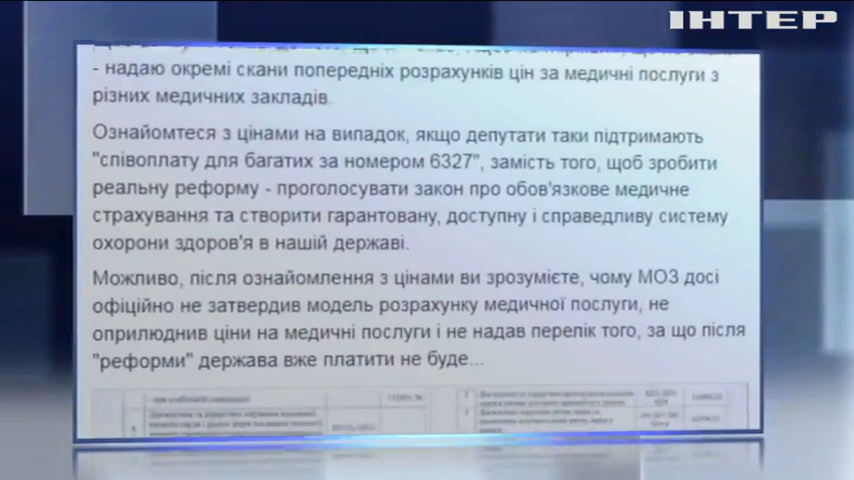 ІНТЕР
- надаю окремі скани попередніх розрахунків цін за медичні послуги з
різних медичних закладів.
Ознайомтеся з цінами на випадок, якщо депутати таки підтримають
"співоплату для багатих за номером 6327", замість того, щоб зробити
реальну реформу - проголосувати закон про обов'язкове медичне
страхування та створити гарантовану, доступну і справедливу систему
охорони здоров'я в нашій державі.
Можливо, після ознайомлення з цінами ви зрозумієте, чому МОЗ досі
офіційно не затвердив модель розрахунку медичної послуги, не
оприлюднив ціни на медичні послуги і не надав перелік того, за що після
"реформи" держава вже платити не буде...